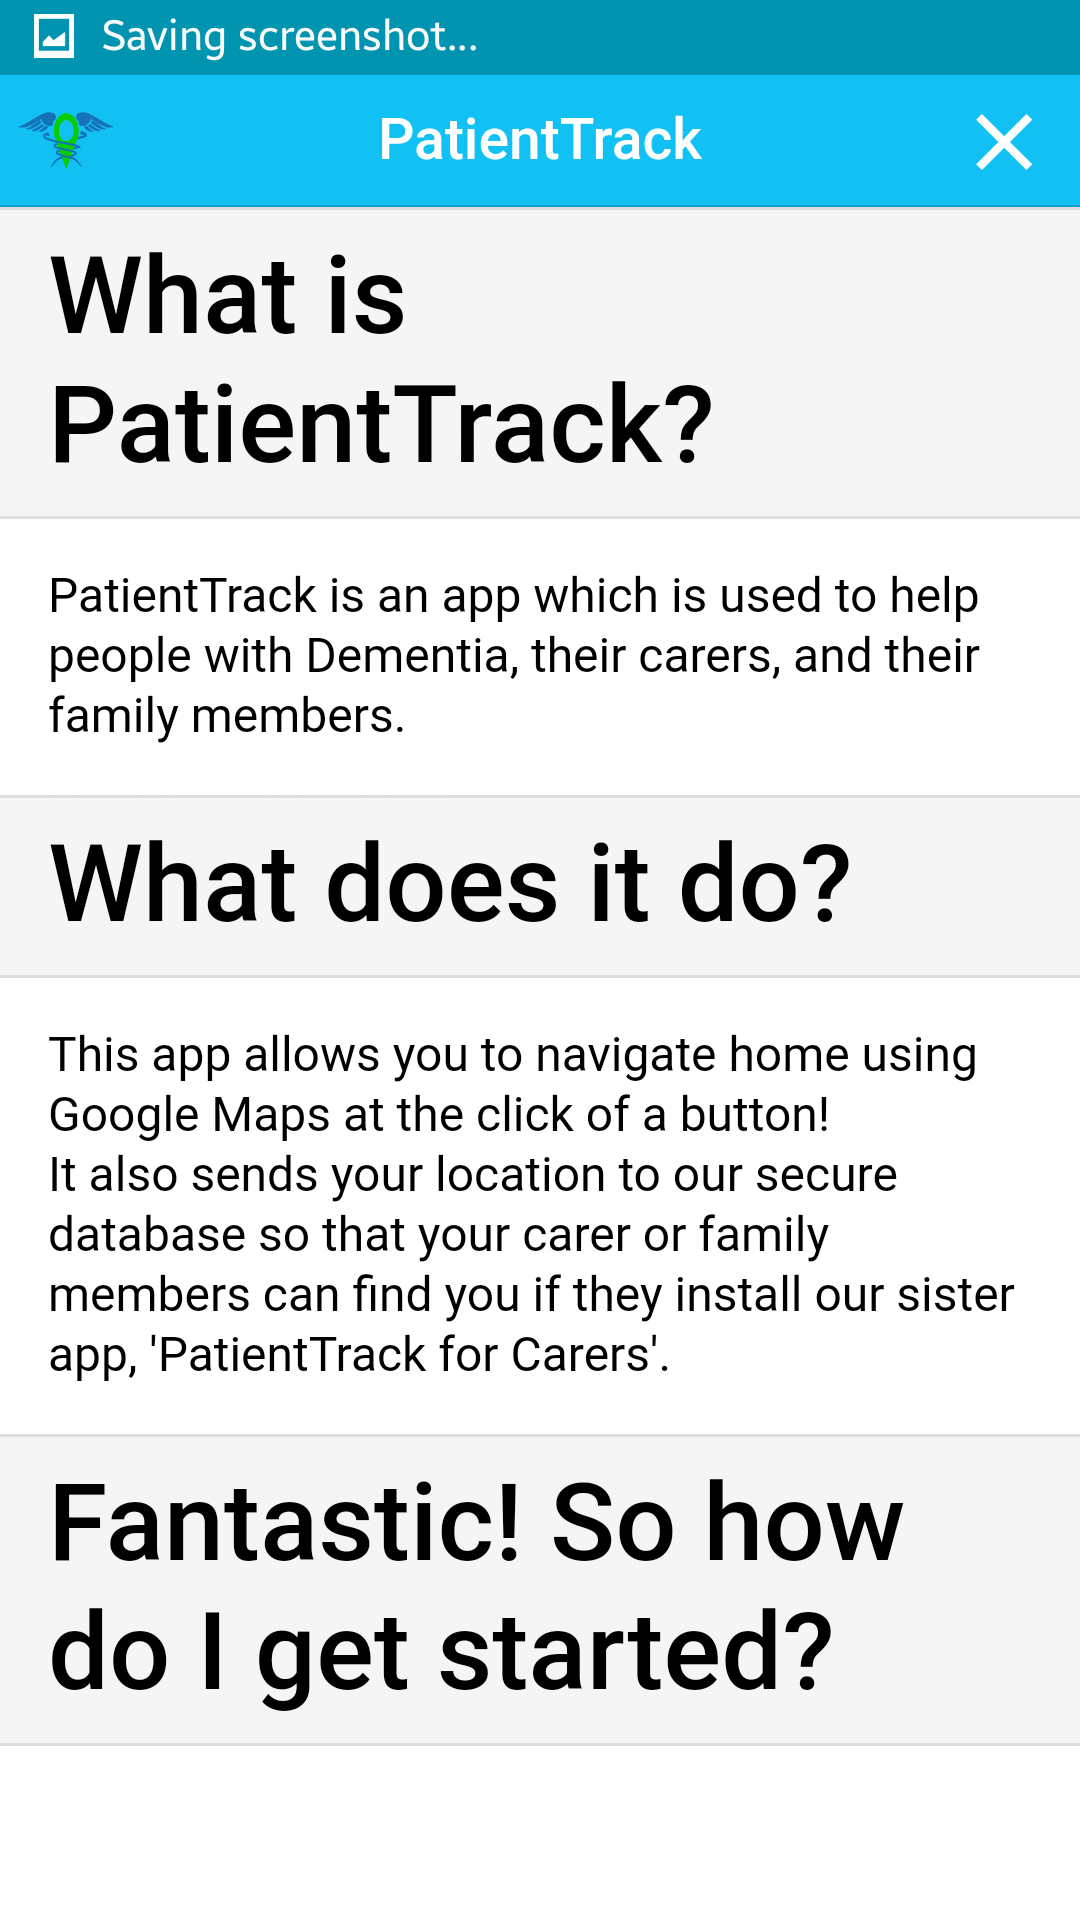 Saving screenshot...
PatientTrack
What is
PatientTrack?
PatientTrack is an app which is used to help
people with Dementia, their carers, and their
family members.
What does it do?
This app allows you to navigate home using
Google Maps at the click of a button!
It also sends your location to our secure
database so that your carer or family
members can find you if they install our sister
app, 'PatientTrack for Carers'.
Fantastic! So how
do I get started?